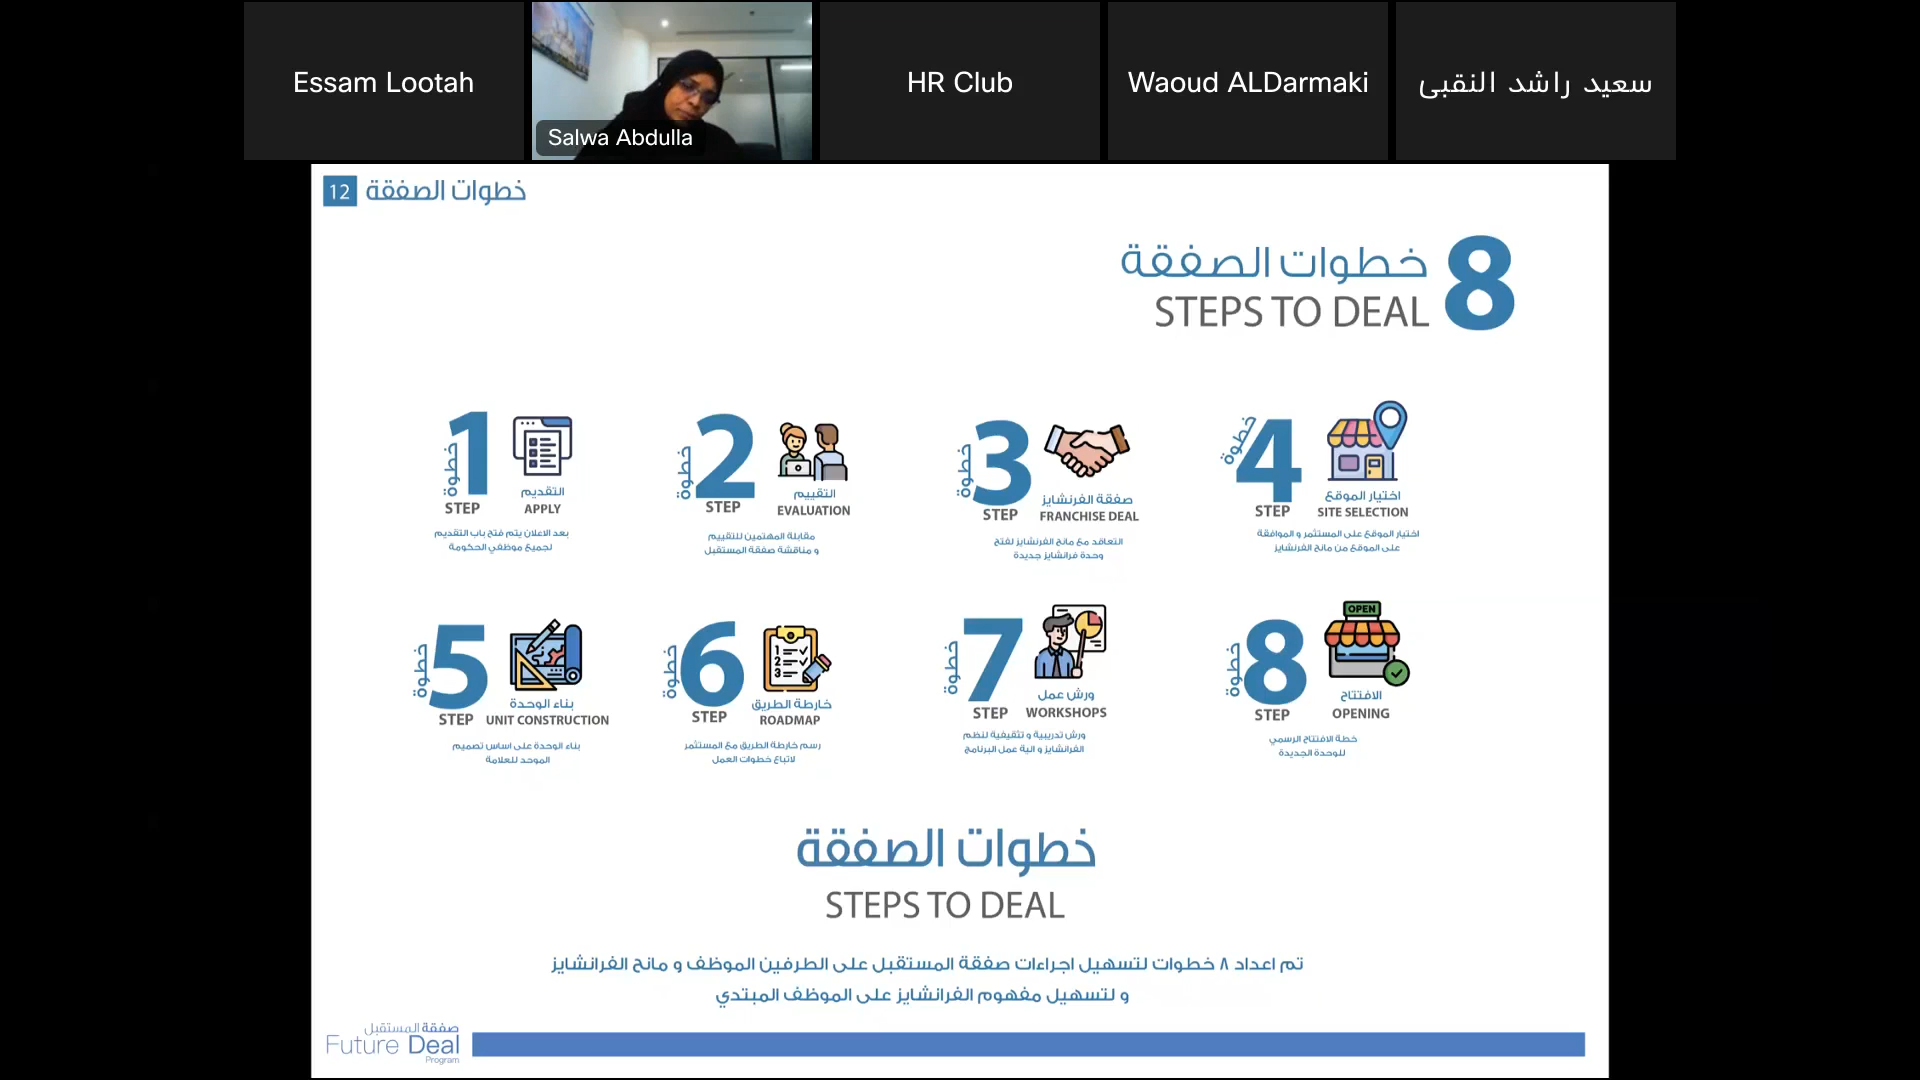 Essam Lootah
Salwa Abdulla
HR Club
Waoud ALDarmaki
سعيد راشد النقبى
12 خطوات الصفقة
8 خطوات الصفقة
STEPS TO DEAL
خطوة 1
STEP
التقديم
APPLY
بعد الاعلان يتم فتح باب التقديم
لجميع موظفي الحكومة
خطوة 2
STEP
التقييم
EVALUATION
مقابلة المهتمين للتقييم
و مناقشة صفقة المستقبل
خطوة 3
STEP
صفقة الفرنشايز
FRANCHISE DEAL
التعاقد مع مانح الفرنشايز لفتح
وحدة فرانشايز جديدة
خطوة 4
STEP
اختيار الموقع
SITE SELECTION
اختيار الموقع على المستثمر و الموافقة
على الموقع من مانح الفرنشايز
خطوة 5
STEP
بناء الوحدة
UNIT CONSTRUCTION
بناء الوحدة على اساس تصميم
الموحد للعلامة
خطوة 6
STEP
1
2
3
خارطة الطريق
ROADMAP
رسم خارطة الطريق مع المستثمر
لاتباع خطوات العمل
خطوة 7
STEP
ورش عمل
WORKSHOPS
ورش تدريبية و تثقيفية لنظم
الفرانشايز و الية عمل البرنامج
خطوة 8
STEP
OPEN
الافتتاح
OPENING
خطة الافتتاح الرسمي
للوحدة الجديدة
خطوات الصفقة
STEPS TO DEAL
تم اعداد ٨ خطوات لتسهيل اجراءات صفقة المستقبل على الطرفين الموظف و مانح الفرانشايز
و لتسهيل مفهوم الفرانشايز على الموظف المبتدي
صفقة المستقبل
Future Deal
Program